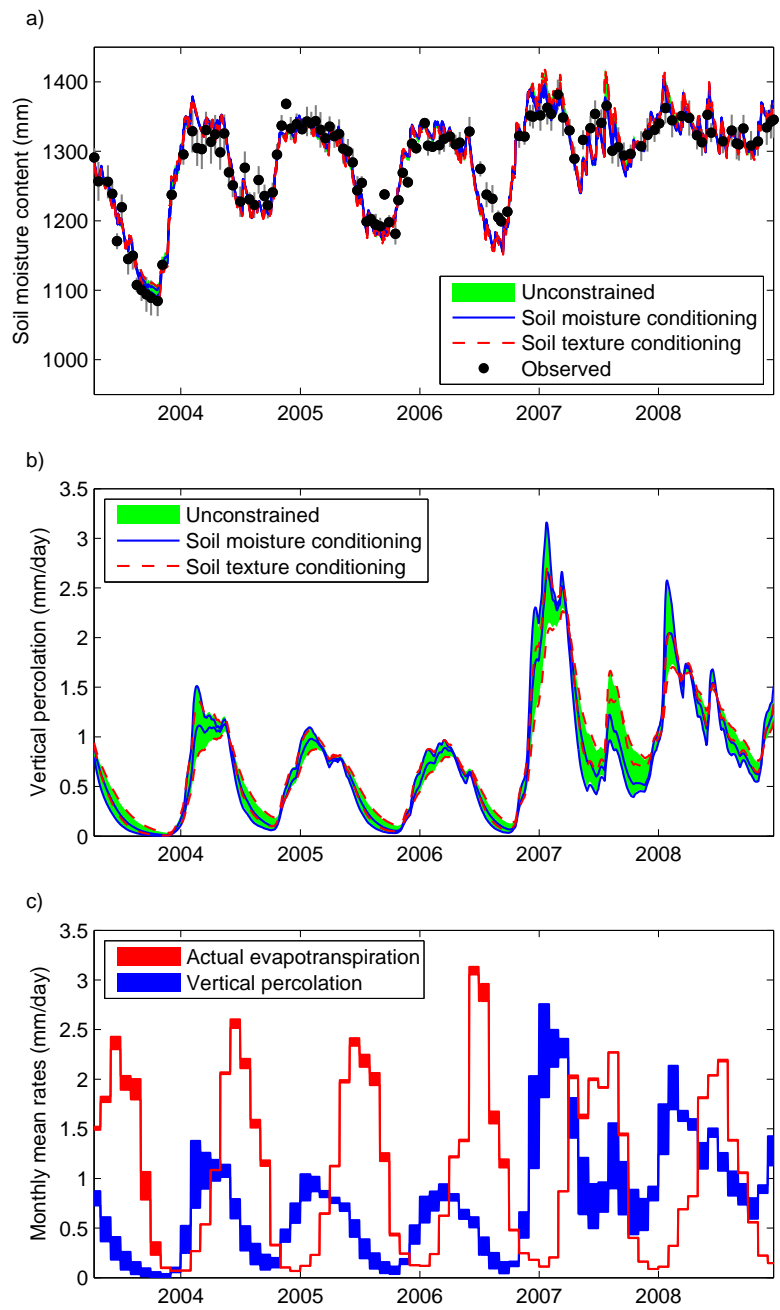 a)
Soil moisture content (mm)
1400
1300
1200
1100
1000
Unconstrained
Soil moisture conditioning
Soil texture conditioning
Observed
2004 2005 2006 2007 2008
b)
Vertical percolation (mm/day)
3.5
3
2.5
2
1.5
1
0.5
0
Unconstrained
Soil moisture conditioning
Soil texture conditioning
2004 2005 2006 2007 2008
c)
Monthly mean rates (mm/day)
3.5
3
2.5
2
1.5
1
0.5
0
Actual evapotranspiration
Vertical percolation
2004 2005 2006 2007 2008